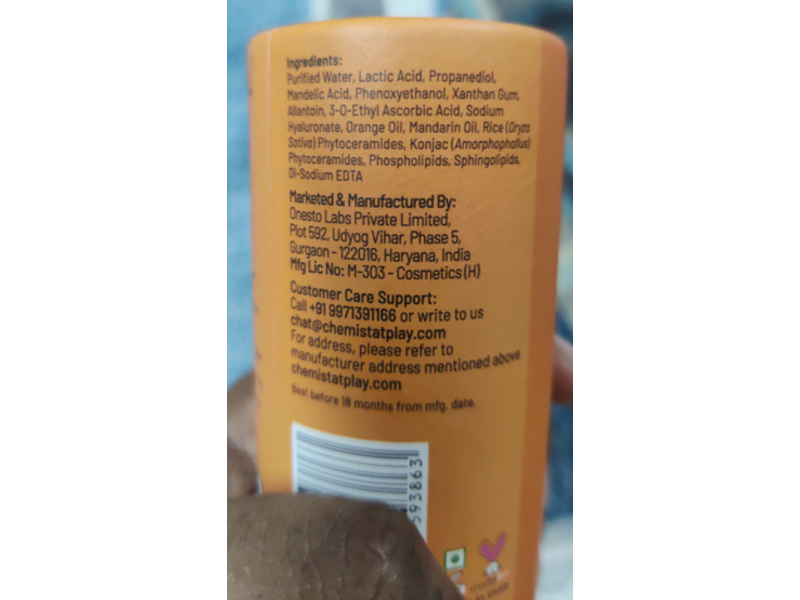 Ingredients:
Purified Water, Lactic Acid, Propanediol,
Mandelic Acid, Phenoxyethanol, Xanthan Gum,
Allantoin, 3-O-Ethyl Ascorbic Acid, Sodium
Hyaluronate, Orange Oil, Mandarin Oil, Rice (Oryza
Sativa) Phytoceramides, Konjac (Amorphophallus)
Phytoceramides, Phospholipids, Sphingolipids,
Di-Sodium EDTA
Marketed & Manufactured By:
Onesto Labs Private Limited,
Plot 592, Udyog Vihar, Phase 5,
Gurgaon - 122016, Haryana, India
Mfg Lic No: M-303 - Cosmetics (H)
Customer Care Support:
Call +91 9971391166 or write to us
chat@chemistatplay.com
For address, please refer to
manufacturer address mentioned above
chemistatplay.com
Best before 18 months from mfg. date.
593863